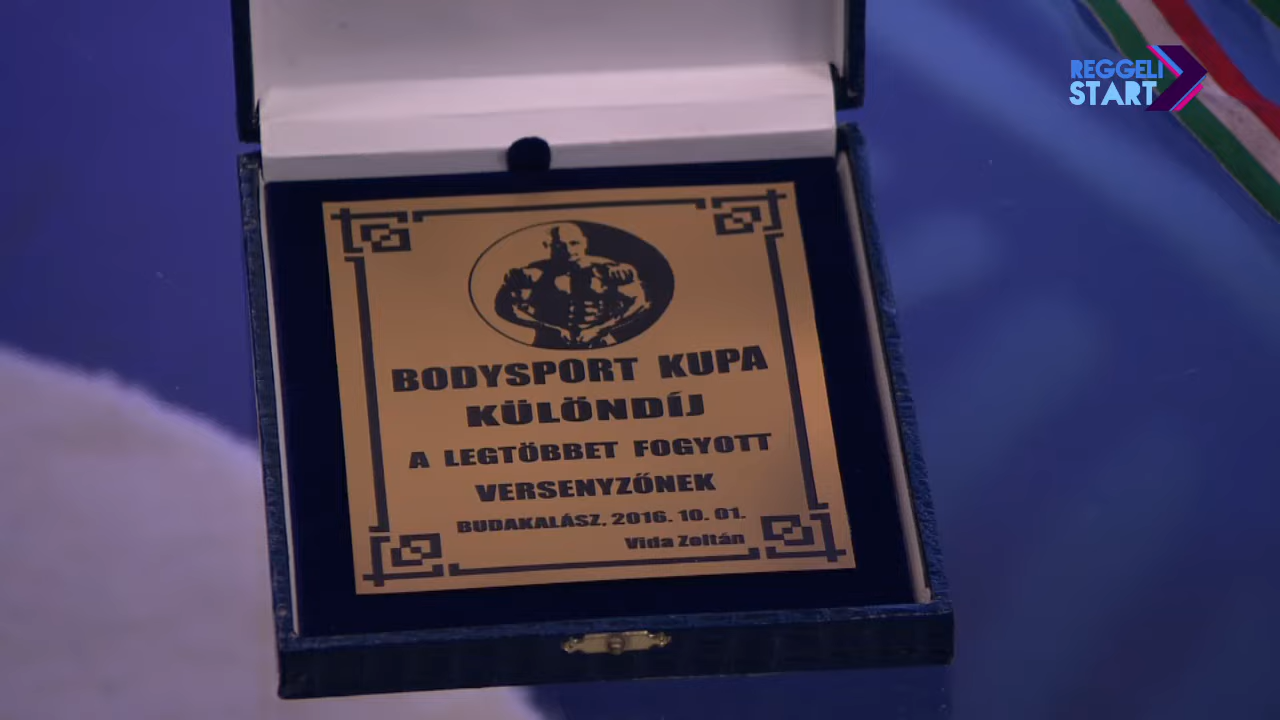 REGGELI
START
BODYSPORT KUPA
KÜLÖNDÍJ
A LEGTÖBBET FOGYOTT
VERSENYZŐNEK
BUDAKALÁSZ, 2016. 10. 01.
Vida Zoltán